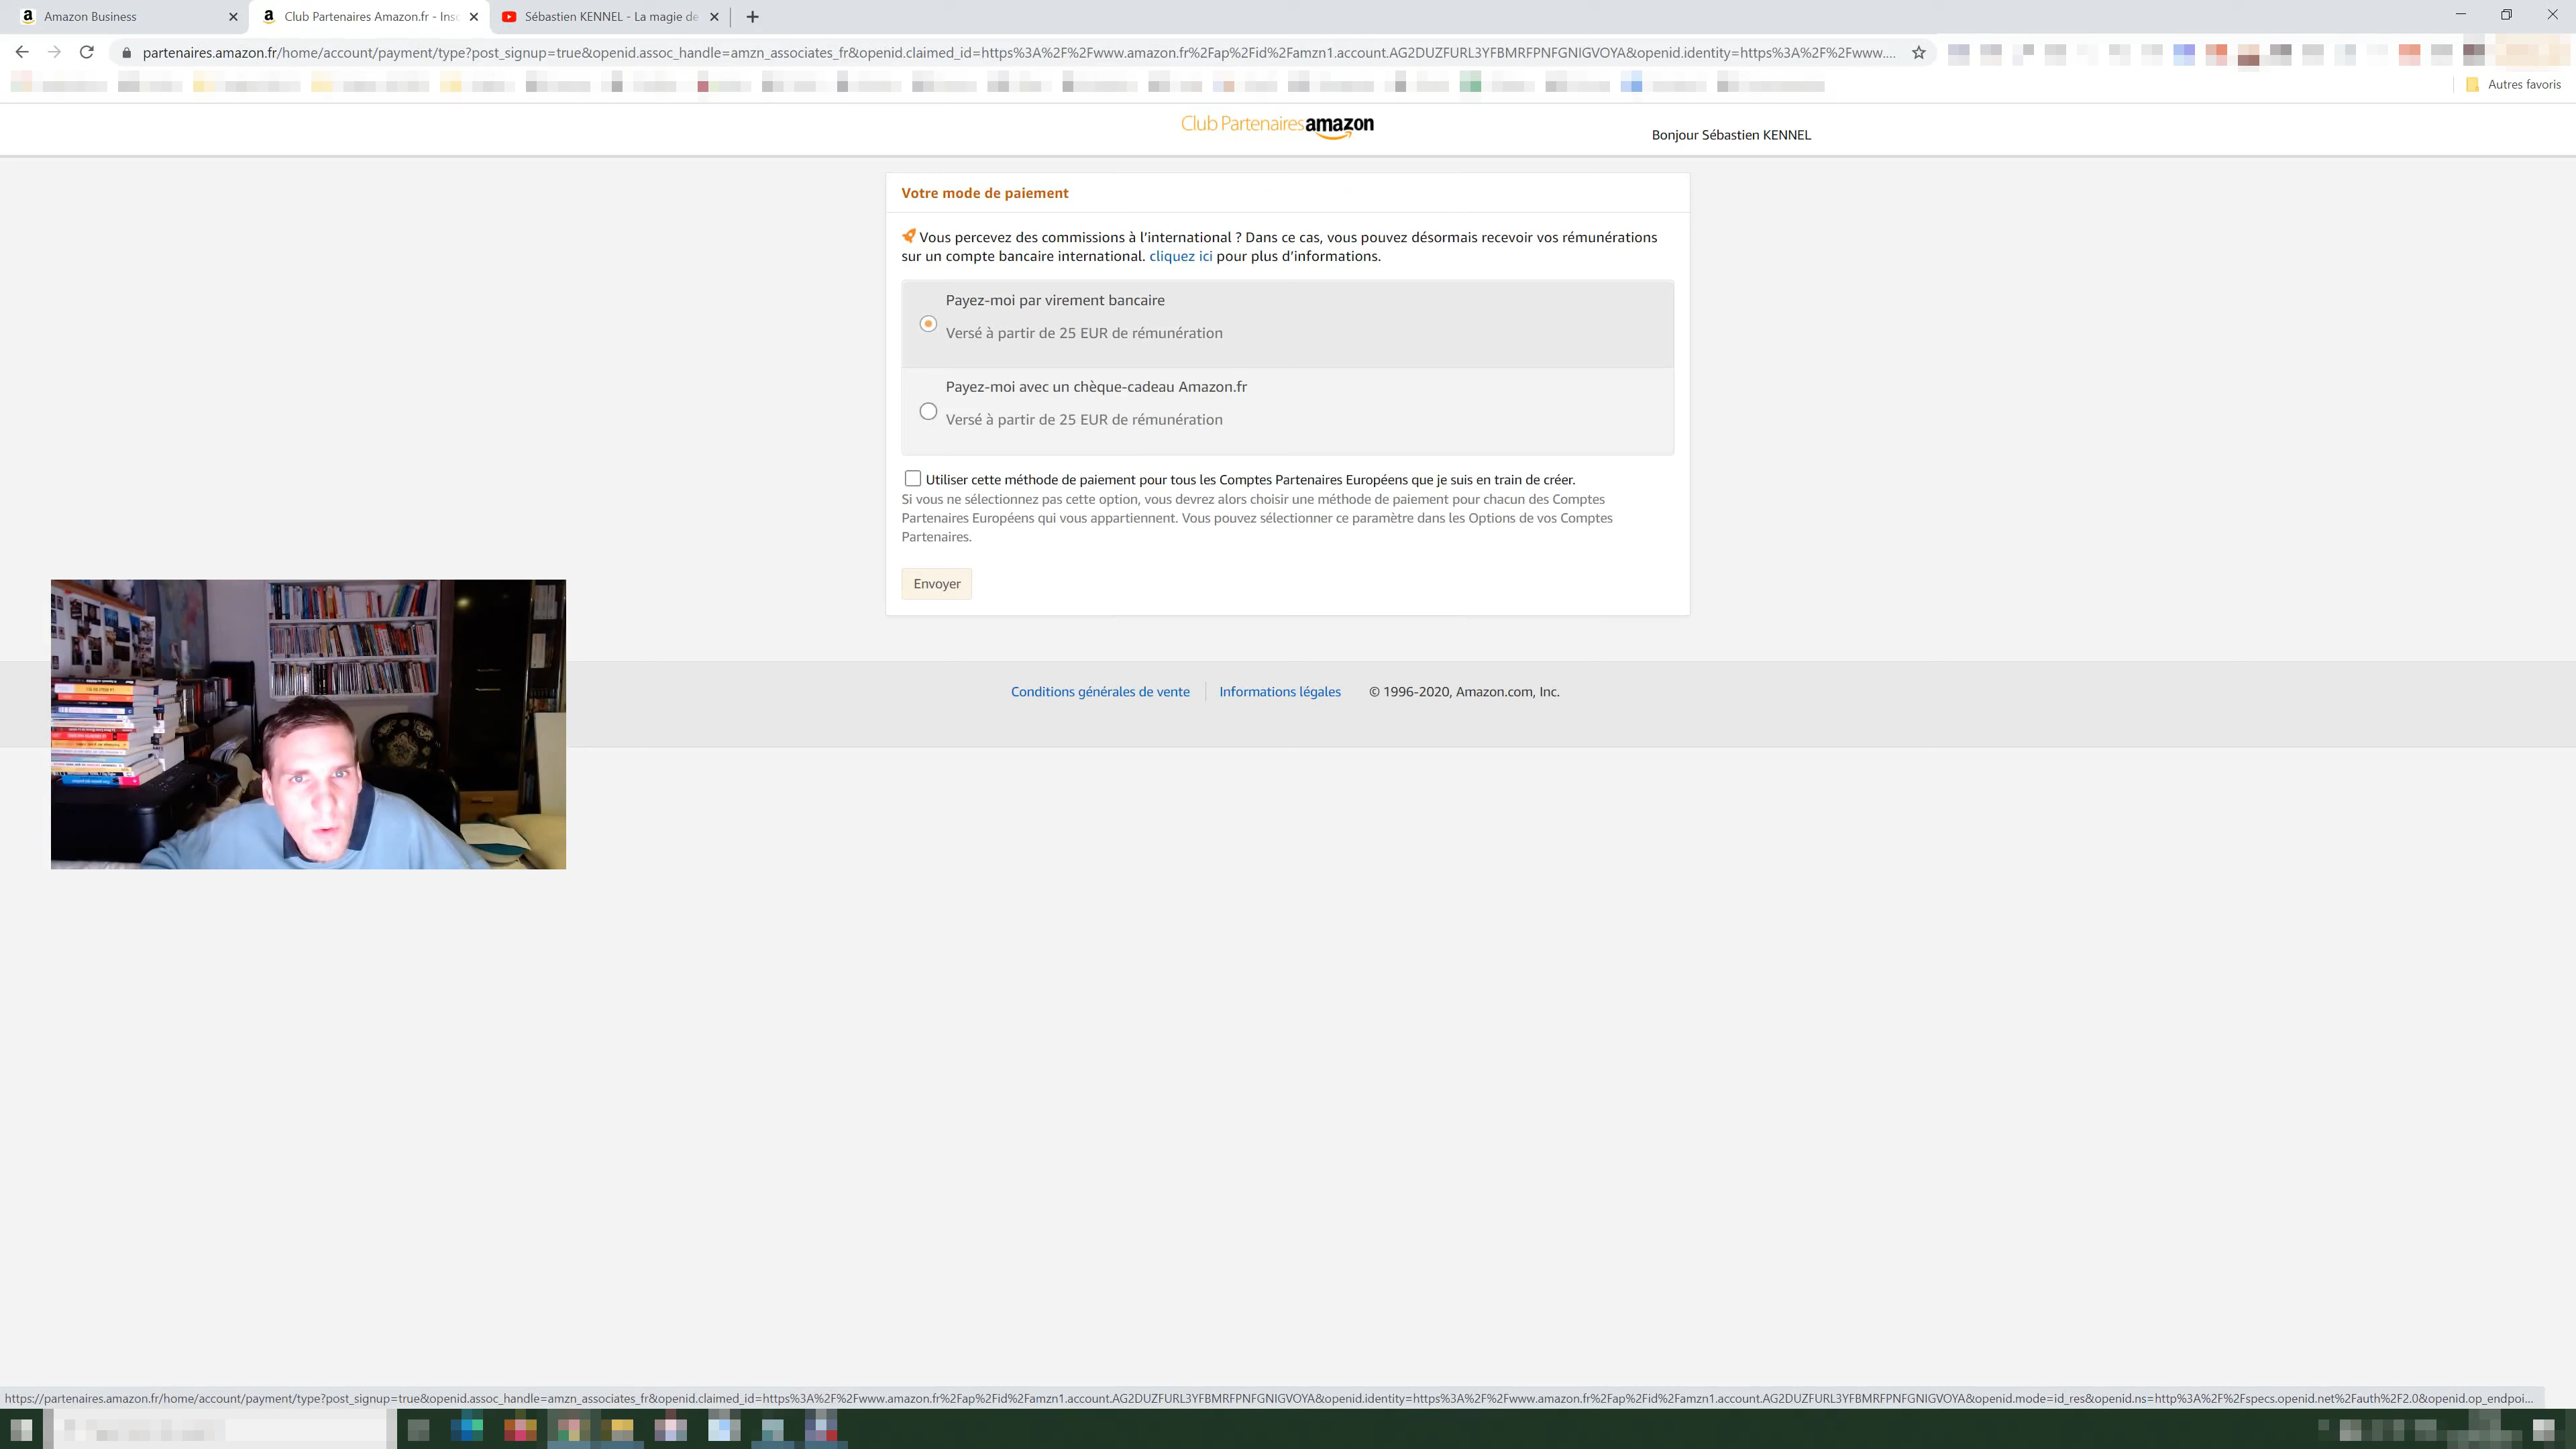 Amazon Business
Club Partenaires Amazon.fr - Insc
Sébastien KENNEL - La magie de
partenaires.amazon.fr/home/account/payment/type?post_signup=true&openid.assoc_handle=amzn_associates_fr&openid.claimed_id=https%3A%2F%2Fwww.amazon.fr%2Fap%2Fid%2Famzn1.account.AG2DUZFURL3YFBMRFPNFGNIGVOYA&openid.identity=https%3A%2F%2Fwww....
Autres favoris
Club Partenaires amazon
Bonjour Sébastien KENNEL
Votre mode de paiement
Vous percevez des commissions à l’international ? Dans ce cas, vous pouvez désormais recevoir vos rémunérations
sur un compte bancaire international. cliquez ici pour plus d’informations.
Payez-moi par virement bancaire
Versé à partir de 25 EUR de rémunération
Payez-moi avec un chèque-cadeau Amazon.fr
Versé à partir de 25 EUR de rémunération
Utiliser cette méthode de paiement pour tous les Comptes Partenaires Européens que je suis en train de créer.
Si vous ne sélectionnez pas cette option, vous devrez alors choisir une méthode de paiement pour chacun des Comptes
Partenaires Européens qui vous appartiennent. Vous pouvez sélectionner ce paramètre dans les Options de vos Comptes
Partenaires.
Envoyer
Conditions générales de vente
Informations légales
© 1996-2020, Amazon.com, Inc.
https://partenaires.amazon.fr/home/account/payment/type?post_signup=true&openid.assoc_handle=amzn_associates_fr&openid.claimed_id=https%3A%2F%2Fwww.amazon.fr%2Fap%2Fid%2Famzn1.account.AG2DUZFURL3YFBMRFPNFGNIGVOYA&openid.identity=https%3A%2F%2Fwww.amazon.fr%2Fap%2Fid%2Famzn1.account.AG2DUZFURL3YFBMRFPNFGNIGVOYA&openid.mode=id_res&openid.ns=http%3A%2F%2Fspecs.openid.net%2Fauth%2F2.0&openid.op_endpoi...